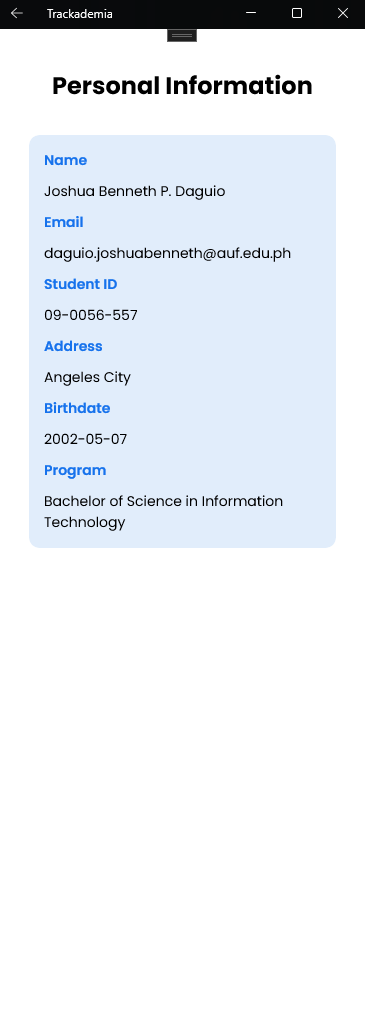 Trackademia
Personal Information
Name
Joshua Benneth P. Daguio
Email
daguio.joshuabenneth@auf.edu.ph
Student ID
09-0056-557
Address
Angeles City
Birthdate
2002-05-07
Program
Bachelor of Science in Information
Technology